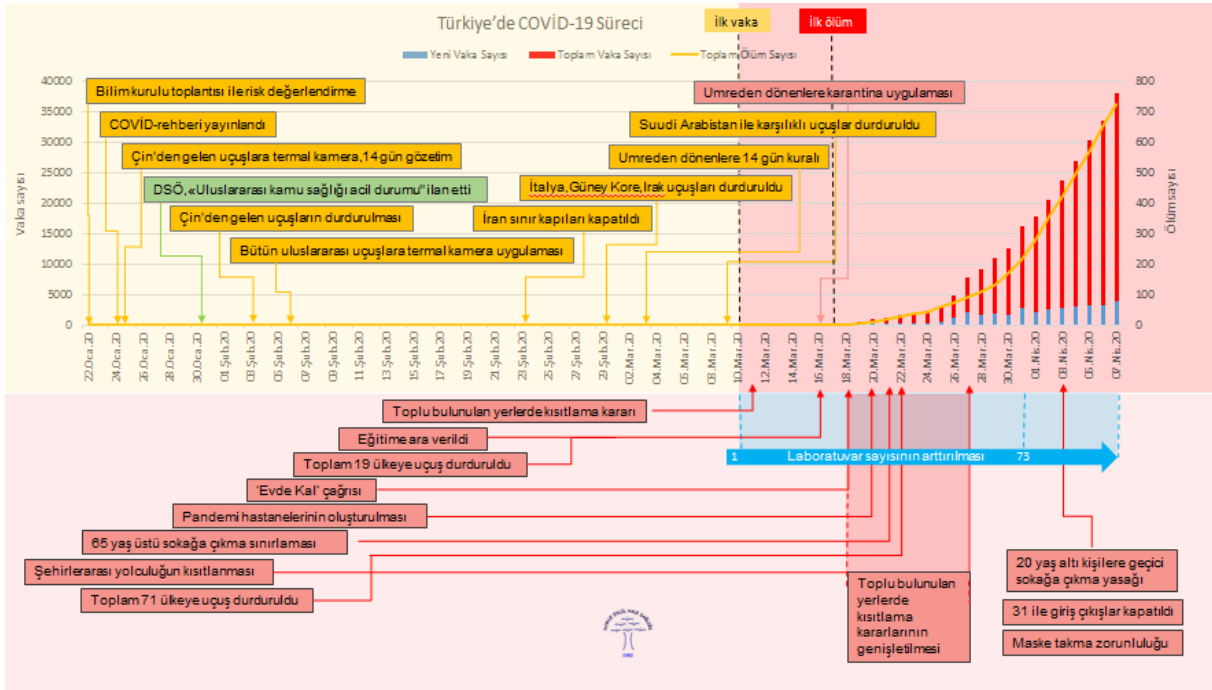 Türkiye'de COVİD-19 Süreci
İlk vaka
İlk ölüm
Yeni Vaka Sayısı
Toplam Vaka Sayısı
Toplam Ölüm Sayısı
40000
35000
30000
25000
20000
15000
10000
5000
0
Vaka sayısı
800
700
600
500
400
300
200
100
0
Ölüm sayısı
Bilim kurulu toplantısı ile risk değerlendirme
COVİD-rehberi yayınlandı
Çin'den gelen uçuşlara termal kamera,14 gün gözetim
DSÖ, «Uluslararası kamu sağlığı acil durumu" ilan etti
Çin'den gelen uçuşların durdurulması
Bütün uluslararası uçuşlara termal kamera uygulaması
İran sınır kapıları kapatıldı
İtalya,Güney Kore,Irak uçuşları durduruldu
Umreden dönenlere 14 gün kuralı
Suudi Arabistan ile karşılıklı uçuşlar durduruldu
Umreden dönenlere karantina uygulaması
22.Oca.20
24.Oca.20
26.Oca.20
28.Oca.20
30.Oca.20
01.Şub.20
03.Şub.20
05.Şub.20
07.Şub.20
09.Şub.20
11.Şub.20
13.Şub.20
15.Şub.20
17.Şub.20
19.Şub.20
21.Şub.20
23.Şub.20
25.Şub.20
27.Şub.20
29.Şub.20
02.Mar.20
04.Mar.20
06.Mar.20
08.Mar.20
10.Mar.20
12.Mar.20
14.Mar.20
16.Mar.20
18.Mar.20
20.Mar.20
22.Mar.20
24.Mar.20
26.Mar.20
28.Mar.20
30.Mar.20
01.Nis.20
03.Nis.20
05.Nis.20
07.Nis.20
Toplu bulunulan yerlerde kısıtlama kararı
Eğitime ara verildi
Toplam 19 ülkeye uçuş durduruldu
1
Laboratuvar sayısının arttırılması
73
'Evde Kal' çağrısı
Pandemi hastanelerinin oluşturulması
65 yaş üstü sokağa çıkma sınırlaması
Şehirlerarası yolculuğun kısıtlanması
Toplam 71 ülkeye uçuş durduruldu
Toplu bulunulan
yerlerde
kısıtlama
kararlarının
genişletilmesi
20 yaş altı kişilere geçici
sokağa çıkma yasağı
31 ile giriş çıkışlar kapatıldı
Maske takma zorunluluğu